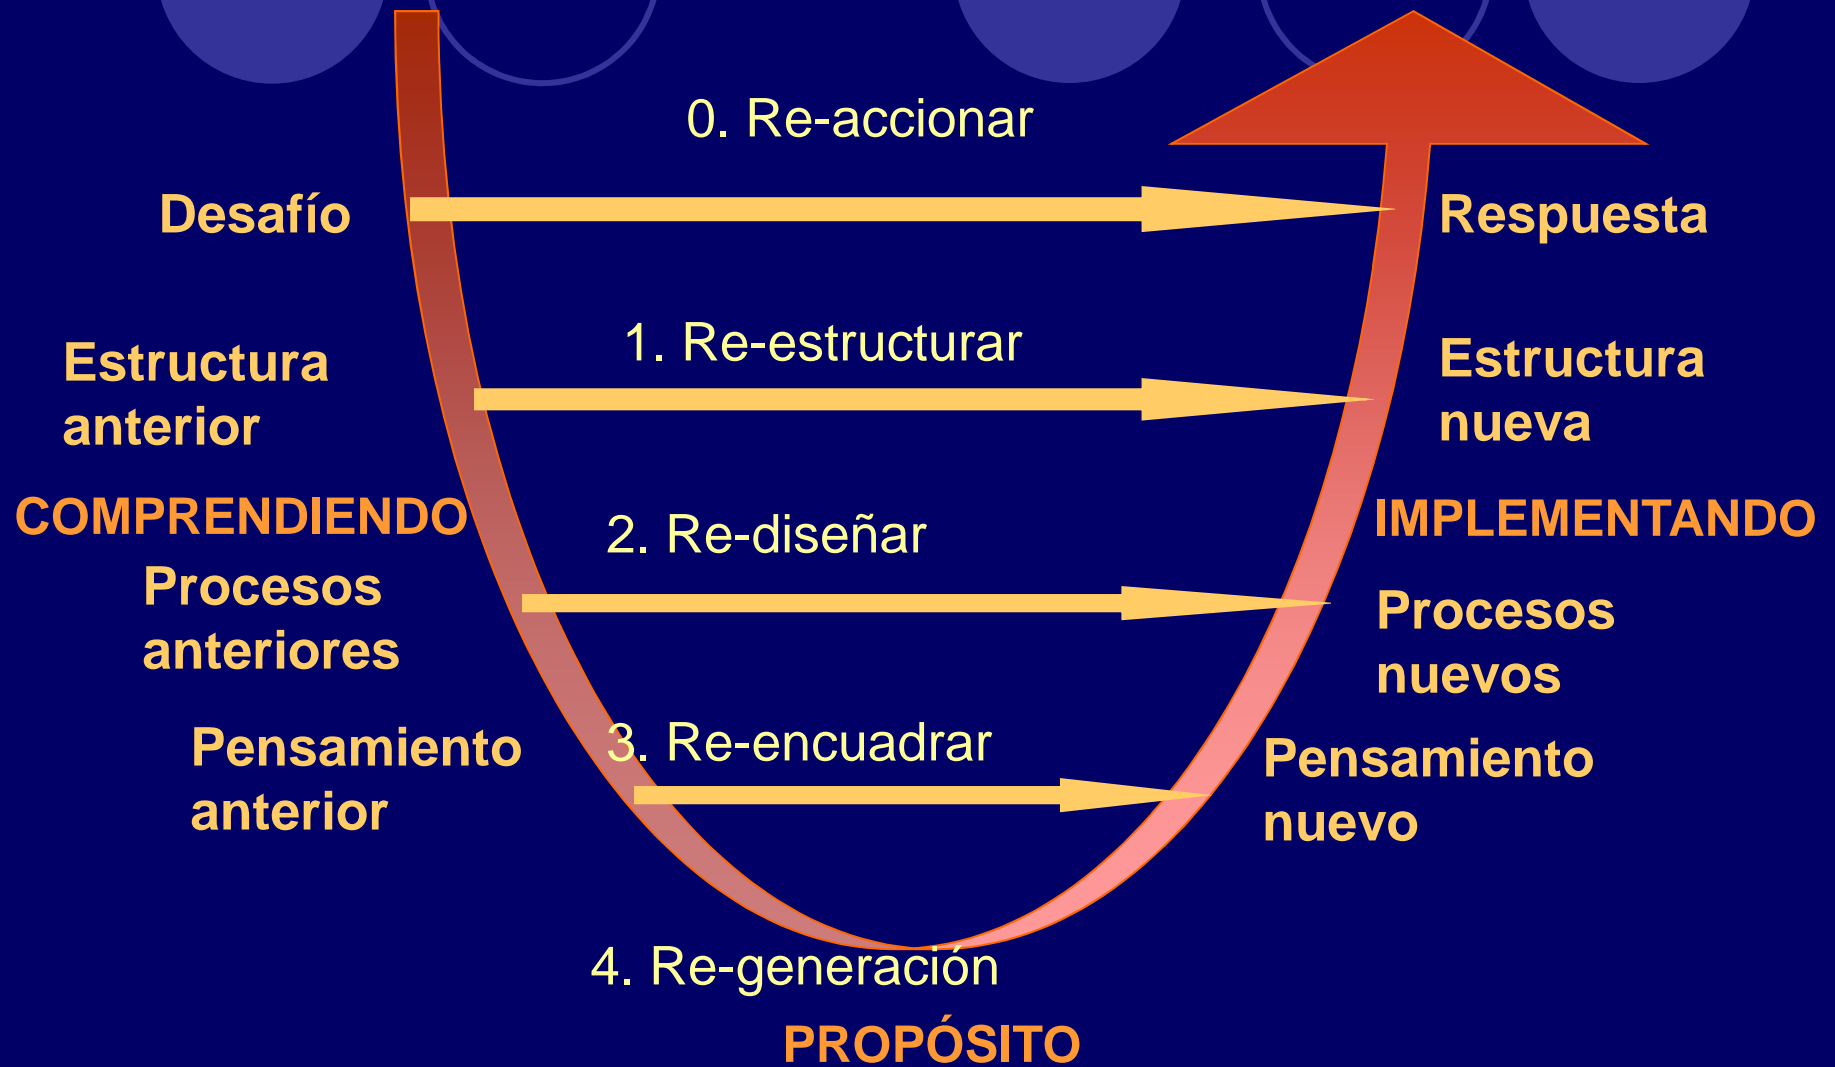 0. Re-accionar
Desafío
Respuesta
1. Re-estructurar
Estructura
anterior
Estructura
nueva
COMPRENDIENDO
IMPLEMENTANDO
2. Re-diseñar
Procesos
anteriores
Procesos
nuevos
3. Re-encuadrar
Pensamiento
anterior
Pensamiento
nuevo
4. Re-generación
PROPÓSITO